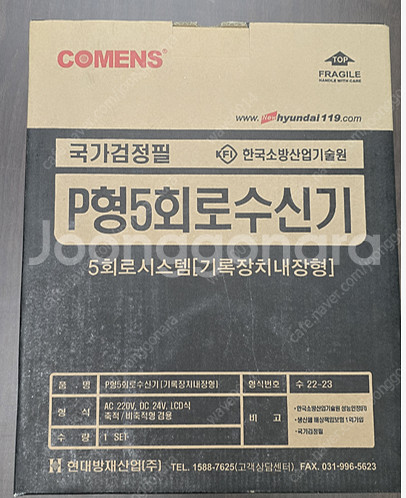 COMENS®
TOP
FRAGILE
HANDLE WITH CARE
www.Newhyundai119.com
국가검정필 KFI 한국소방산업기술원
P형5회로수신기
Joonggonara
5회로시스템[기록장치내장형]
품 명 P형5회로수신기[기록장치내장형] 형식번호 수 22-23
형 식 AC 220V, DC 24V, LCD식
축적 / 비축적형 겸용
비 고 •한국소방산업기술원 성능인정(주)
•생산물 배상책임보험 1억가입
•국가검정필
수 량 1 SET
현대방재산업(주) TEL. 1588-7625(고객상담센터), FAX. 031-996-5623